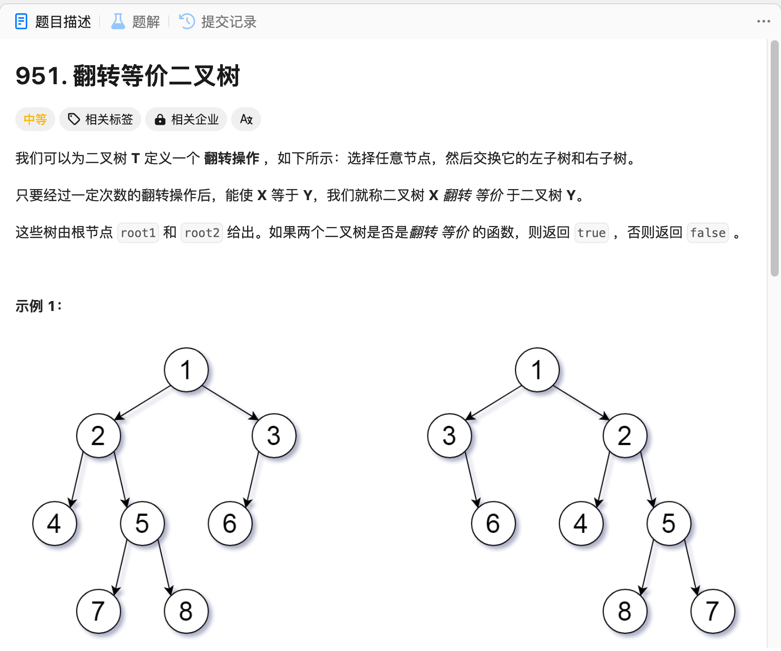 题目描述 题解 提交记录
951. 翻转等价二叉树
中等 相关标签 相关企业 A文
我们可以为二叉树 T 定义一个 翻转操作 ，如下所示：选择任意节点，然后交换它的左子树和右子树。
只要经过一定次数的翻转操作后，能使 X 等于 Y，我们就称二叉树 X 翻转 等价 于二叉树 Y。
这些树由根节点 root1 和 root2 给出。如果两个二叉树是否是翻转 等价 的函数，则返回 true ，否则返回 false 。
示例 1：
1 1
2 3 3 2
4 5 6 6 4 5
7 8 8 7